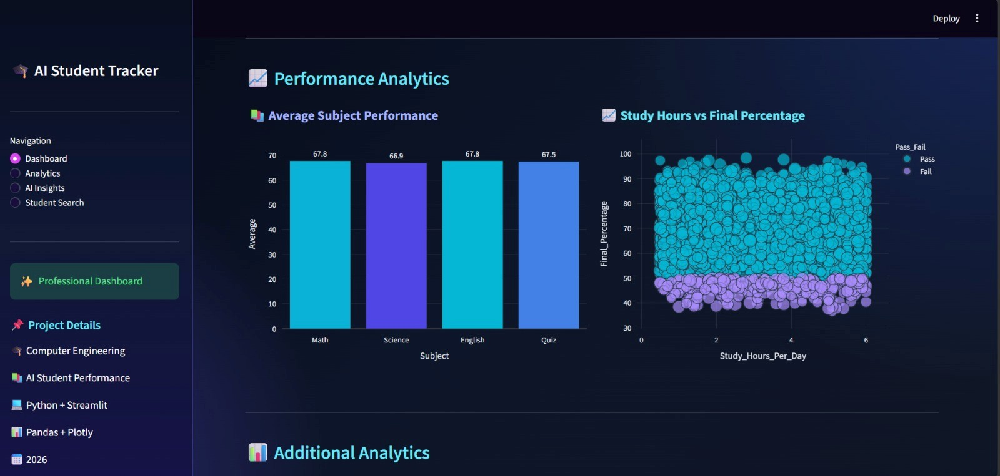 Deploy
AI Student Tracker
Navigation
Dashboard
Analytics
AI Insights
Student Search
Professional Dashboard
Project Details
Computer Engineering
AI Student Performance
Python + Streamlit
Pandas + Plotly
2026
Performance Analytics
Average Subject Performance
70
60
50
40
30
20
10
0
Average
67.8
66.9
67.8
67.5
Math
Science
English
Quiz
Subject
Study Hours vs Final Percentage
100
90
80
70
60
50
40
30
Final_Percentage
0
2
4
6
Study_Hours_Per_Day
Pass_Fail
Pass
Fail
Additional Analytics